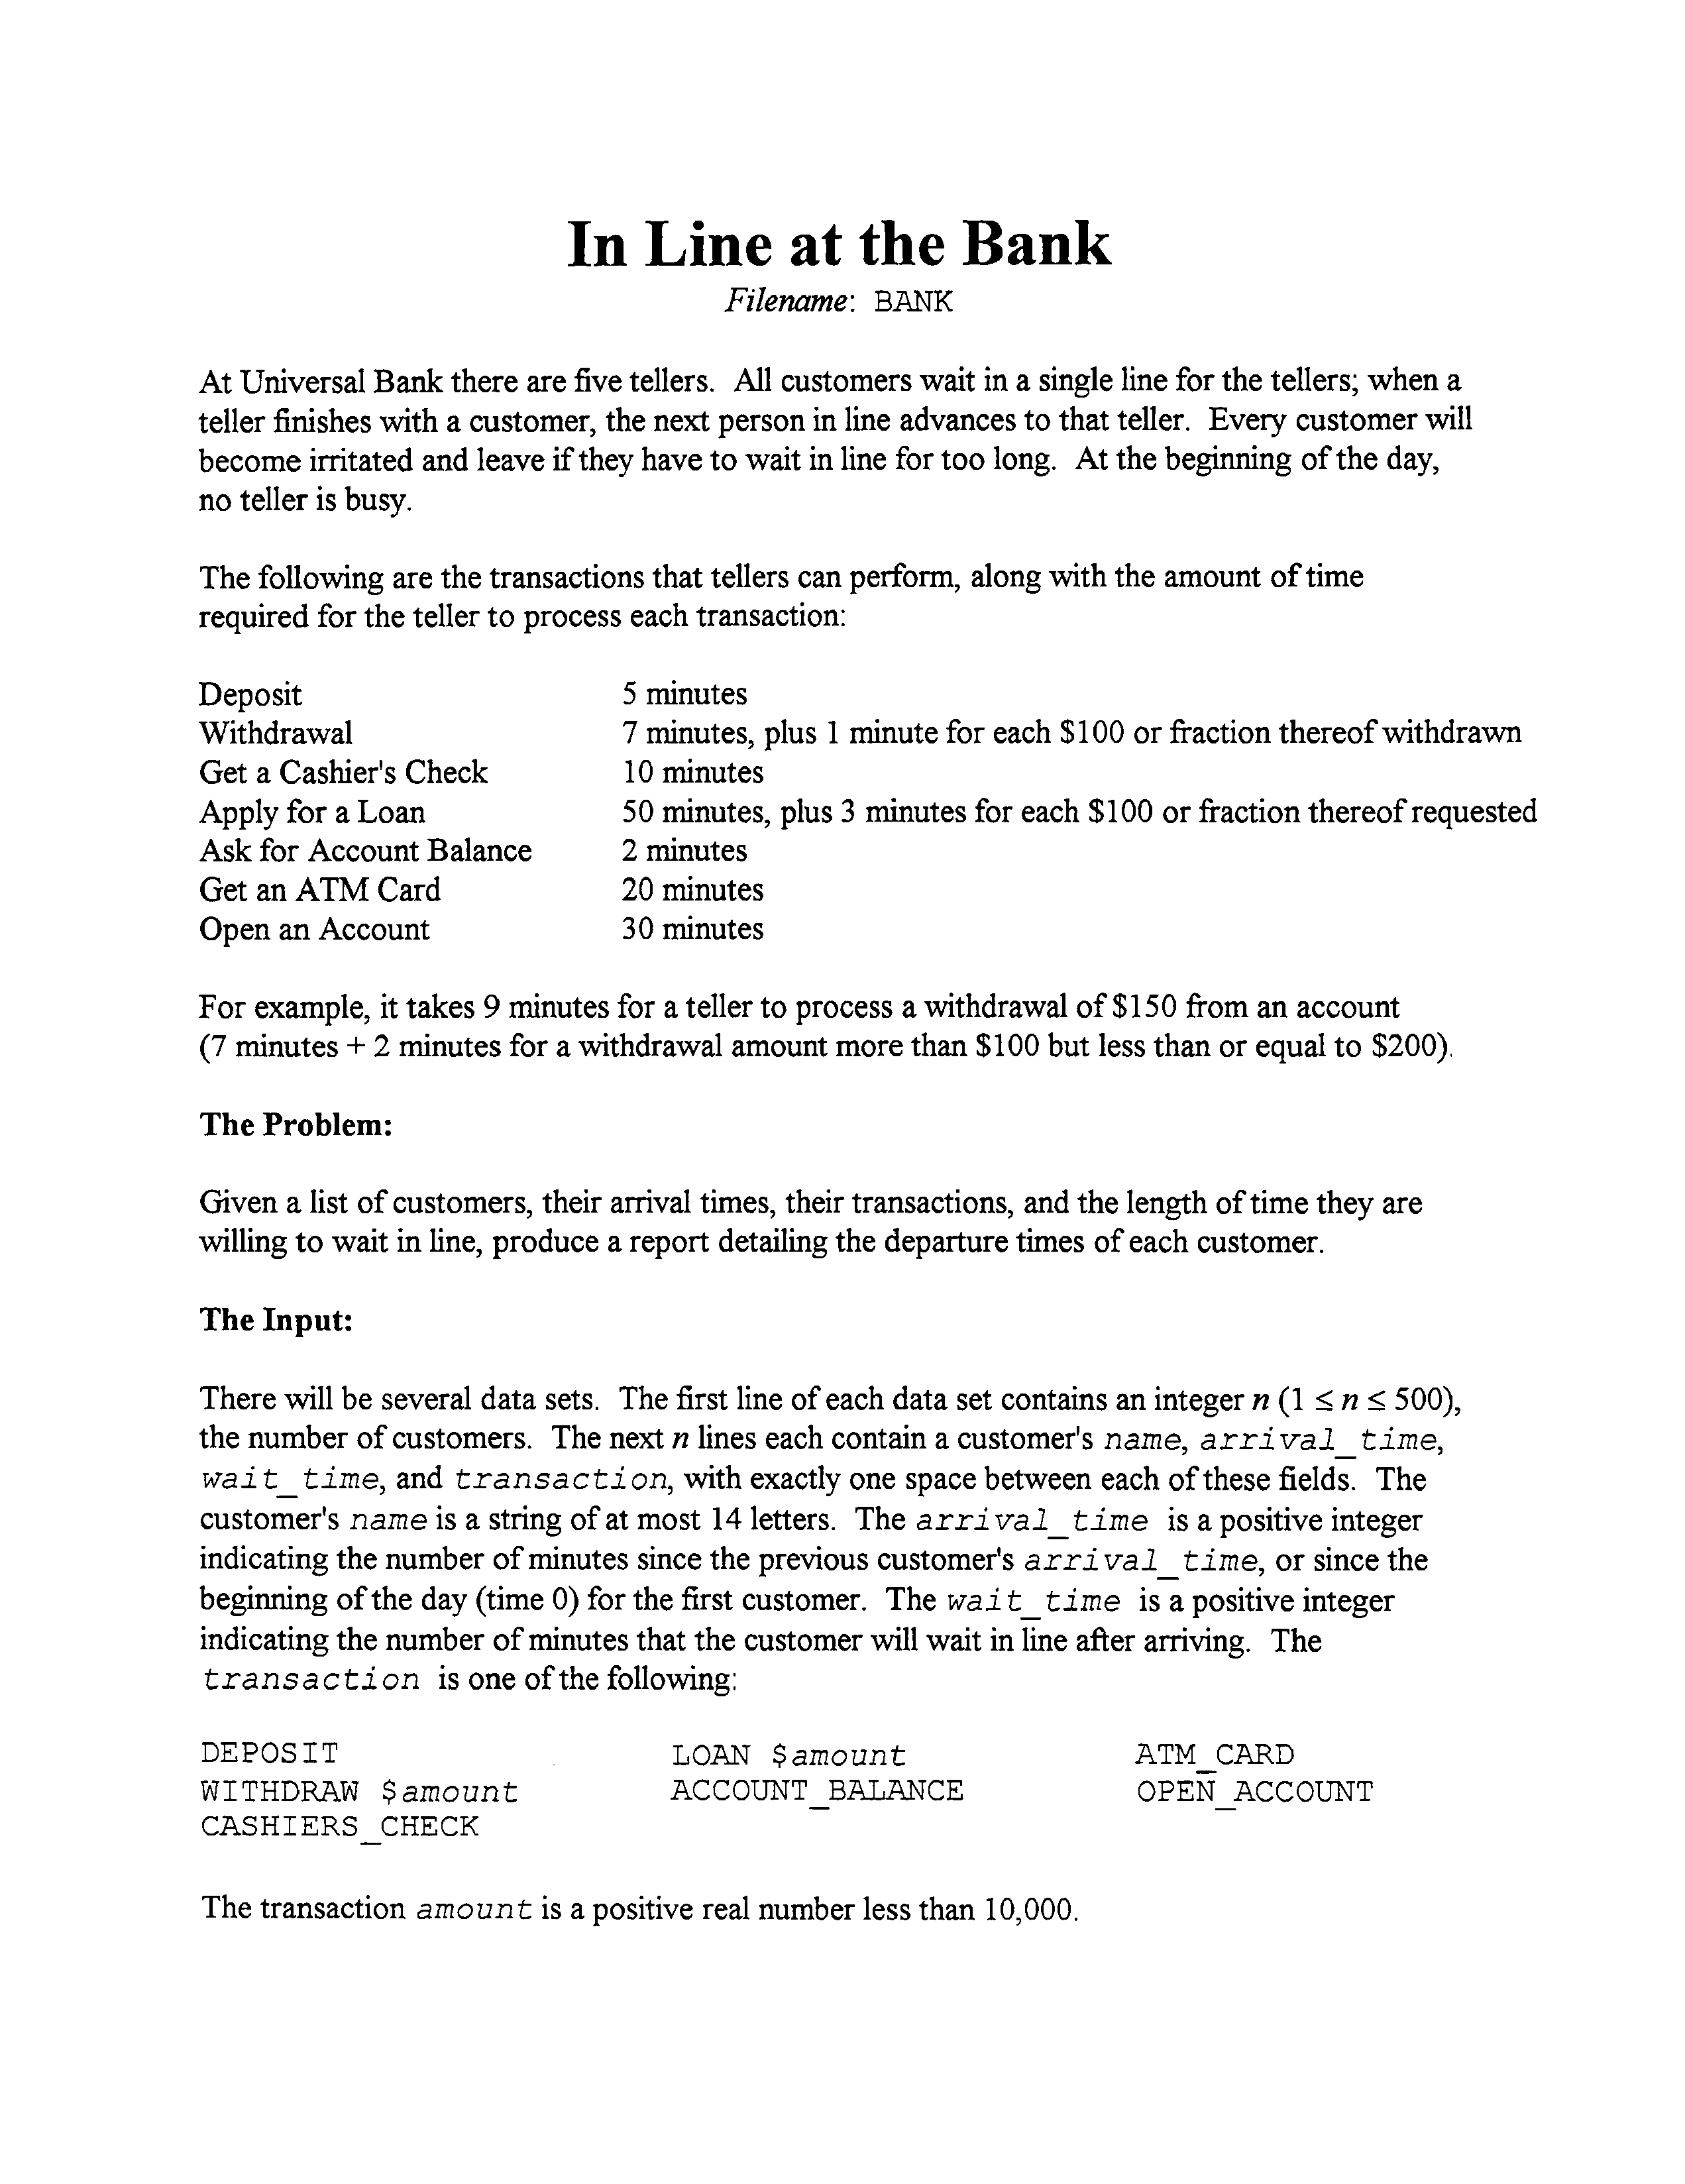 In Line at the Bank
Filename: BANK
At Universal Bank there are five tellers. All customers wait in a single line for the tellers; when a
teller finishes with a customer, the next person in line advances to that teller. Every customer will
become irritated and leave if they have to wait in line for too long. At the beginning of the day,
no teller is busy.
The following are the transactions that tellers can perform, along with the amount of time
required for the teller to process each transaction:
Deposit 5 minutes
Withdrawal 7 minutes, plus 1 minute for each $100 or fraction thereof withdrawn
Get a Cashier's Check 10 minutes
Apply for a Loan 50 minutes, plus 3 minutes for each $100 or fraction thereof requested
Ask for Account Balance 2 minutes
Get an ATM Card 20 minutes
Open an Account 30 minutes
For example, it takes 9 minutes for a teller to process a withdrawal of $150 from an account
(7 minutes + 2 minutes for a withdrawal amount more than $100 but less than or equal to $200).
The Problem:
Given a list of customers, their arrival times, their transactions, and the length of time they are
willing to wait in line, produce a report detailing the departure times of each customer.
The Input:
There will be several data sets. The first line of each data set contains an integer n (1 ≤ n ≤ 500),
the number of customers. The next n lines each contain a customer's name, arrival_time,
wait_time, and transaction, with exactly one space between each of these fields. The
customer's name is a string of at most 14 letters. The arrival_time is a positive integer
indicating the number of minutes since the previous customer's arrival_time, or since the
beginning of the day (time 0) for the first customer. The wait_time is a positive integer
indicating the number of minutes that the customer will wait in line after arriving. The
transaction is one of the following:
DEPOSIT LOAN $amount ATM_CARD
WITHDRAW $amount ACCOUNT_BALANCE OPEN_ACCOUNT
CASHIERS_CHECK
The transaction amount is a positive real number less than 10,000.